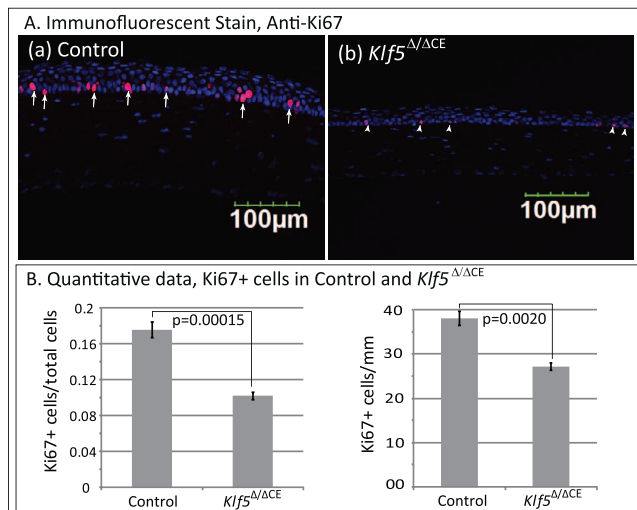 A. Immunofluorescent Stain, Anti-Ki67
(a) Control
(b) Klf5Δ/ΔCE
100µm
100µm
B. Quantitative data, Ki67+ cells in Control and Klf5Δ/ΔCE
Ki67+ cells/total cells
0.2
0.16
0.12
0.08
0.04
0
p=0.00015
Control
Klf5Δ/ΔCE
Ki67+ cells/mm
40
30
20
10
00
p=0.0020
Control
Klf5Δ/ΔCE